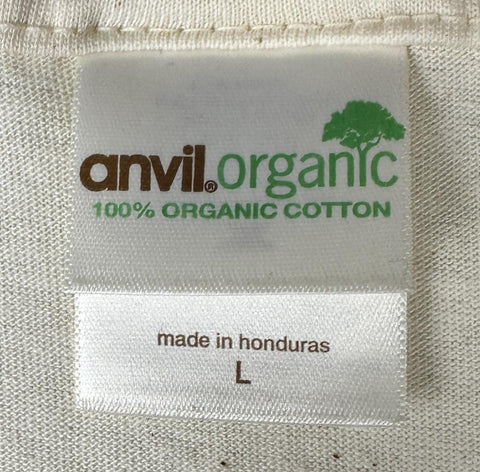 anvil® organic
100% ORGANIC COTTON
made in honduras
L